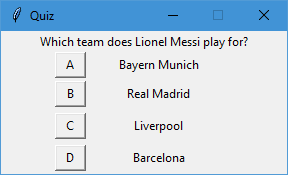 Quiz
Which team does Lionel Messi play for?
A Bayern Munich
B Real Madrid
C Liverpool
D Barcelona